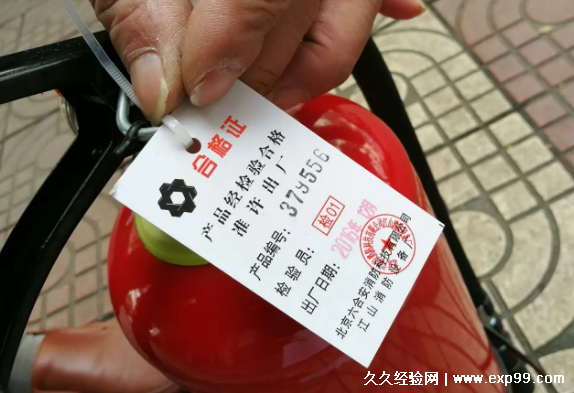 合格证
产品经检验合格
准许出厂
产品编号: 379556
检验员: 检01
出厂日期:
北京六合安消防科技有限公司
江山消防设备厂
久久经验网 | www.exp99.com